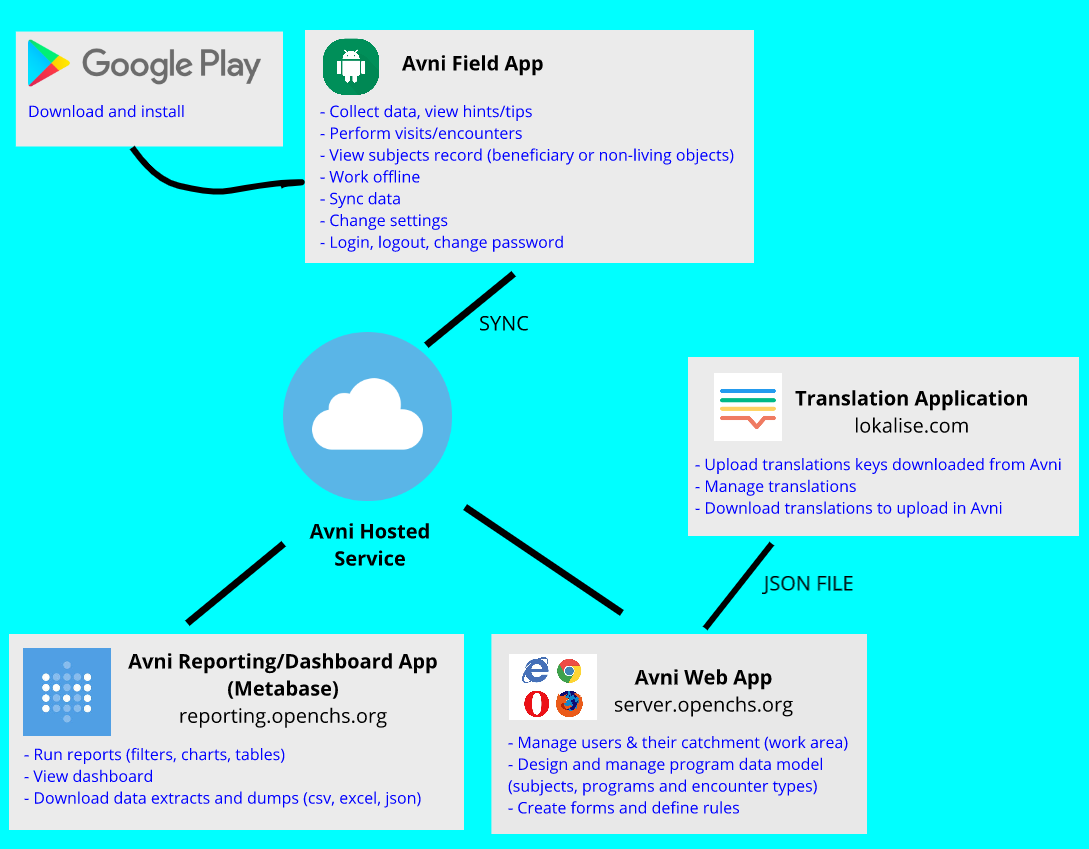 Google Play
Download and install
Avni Field App
- Collect data, view hints/tips
- Perform visits/encounters
- View subjects record (beneficiary or non-living objects)
- Work offline
- Sync data
- Change settings
- Login, logout, change password
SYNC
Avni Hosted
Service
Translation Application
lokalise.com
- Upload translations keys downloaded from Avni
- Manage translations
- Download translations to upload in Avni
JSON FILE
Avni Reporting/Dashboard App
(Metabase)
reporting.openchs.org
- Run reports (filters, charts, tables)
- View dashboard
- Download data extracts and dumps (csv, excel, json)
Avni Web App
server.openchs.org
- Manage users & their catchment (work area)
- Design and manage program data model
(subjects, programs and encounter types)
- Create forms and define rules